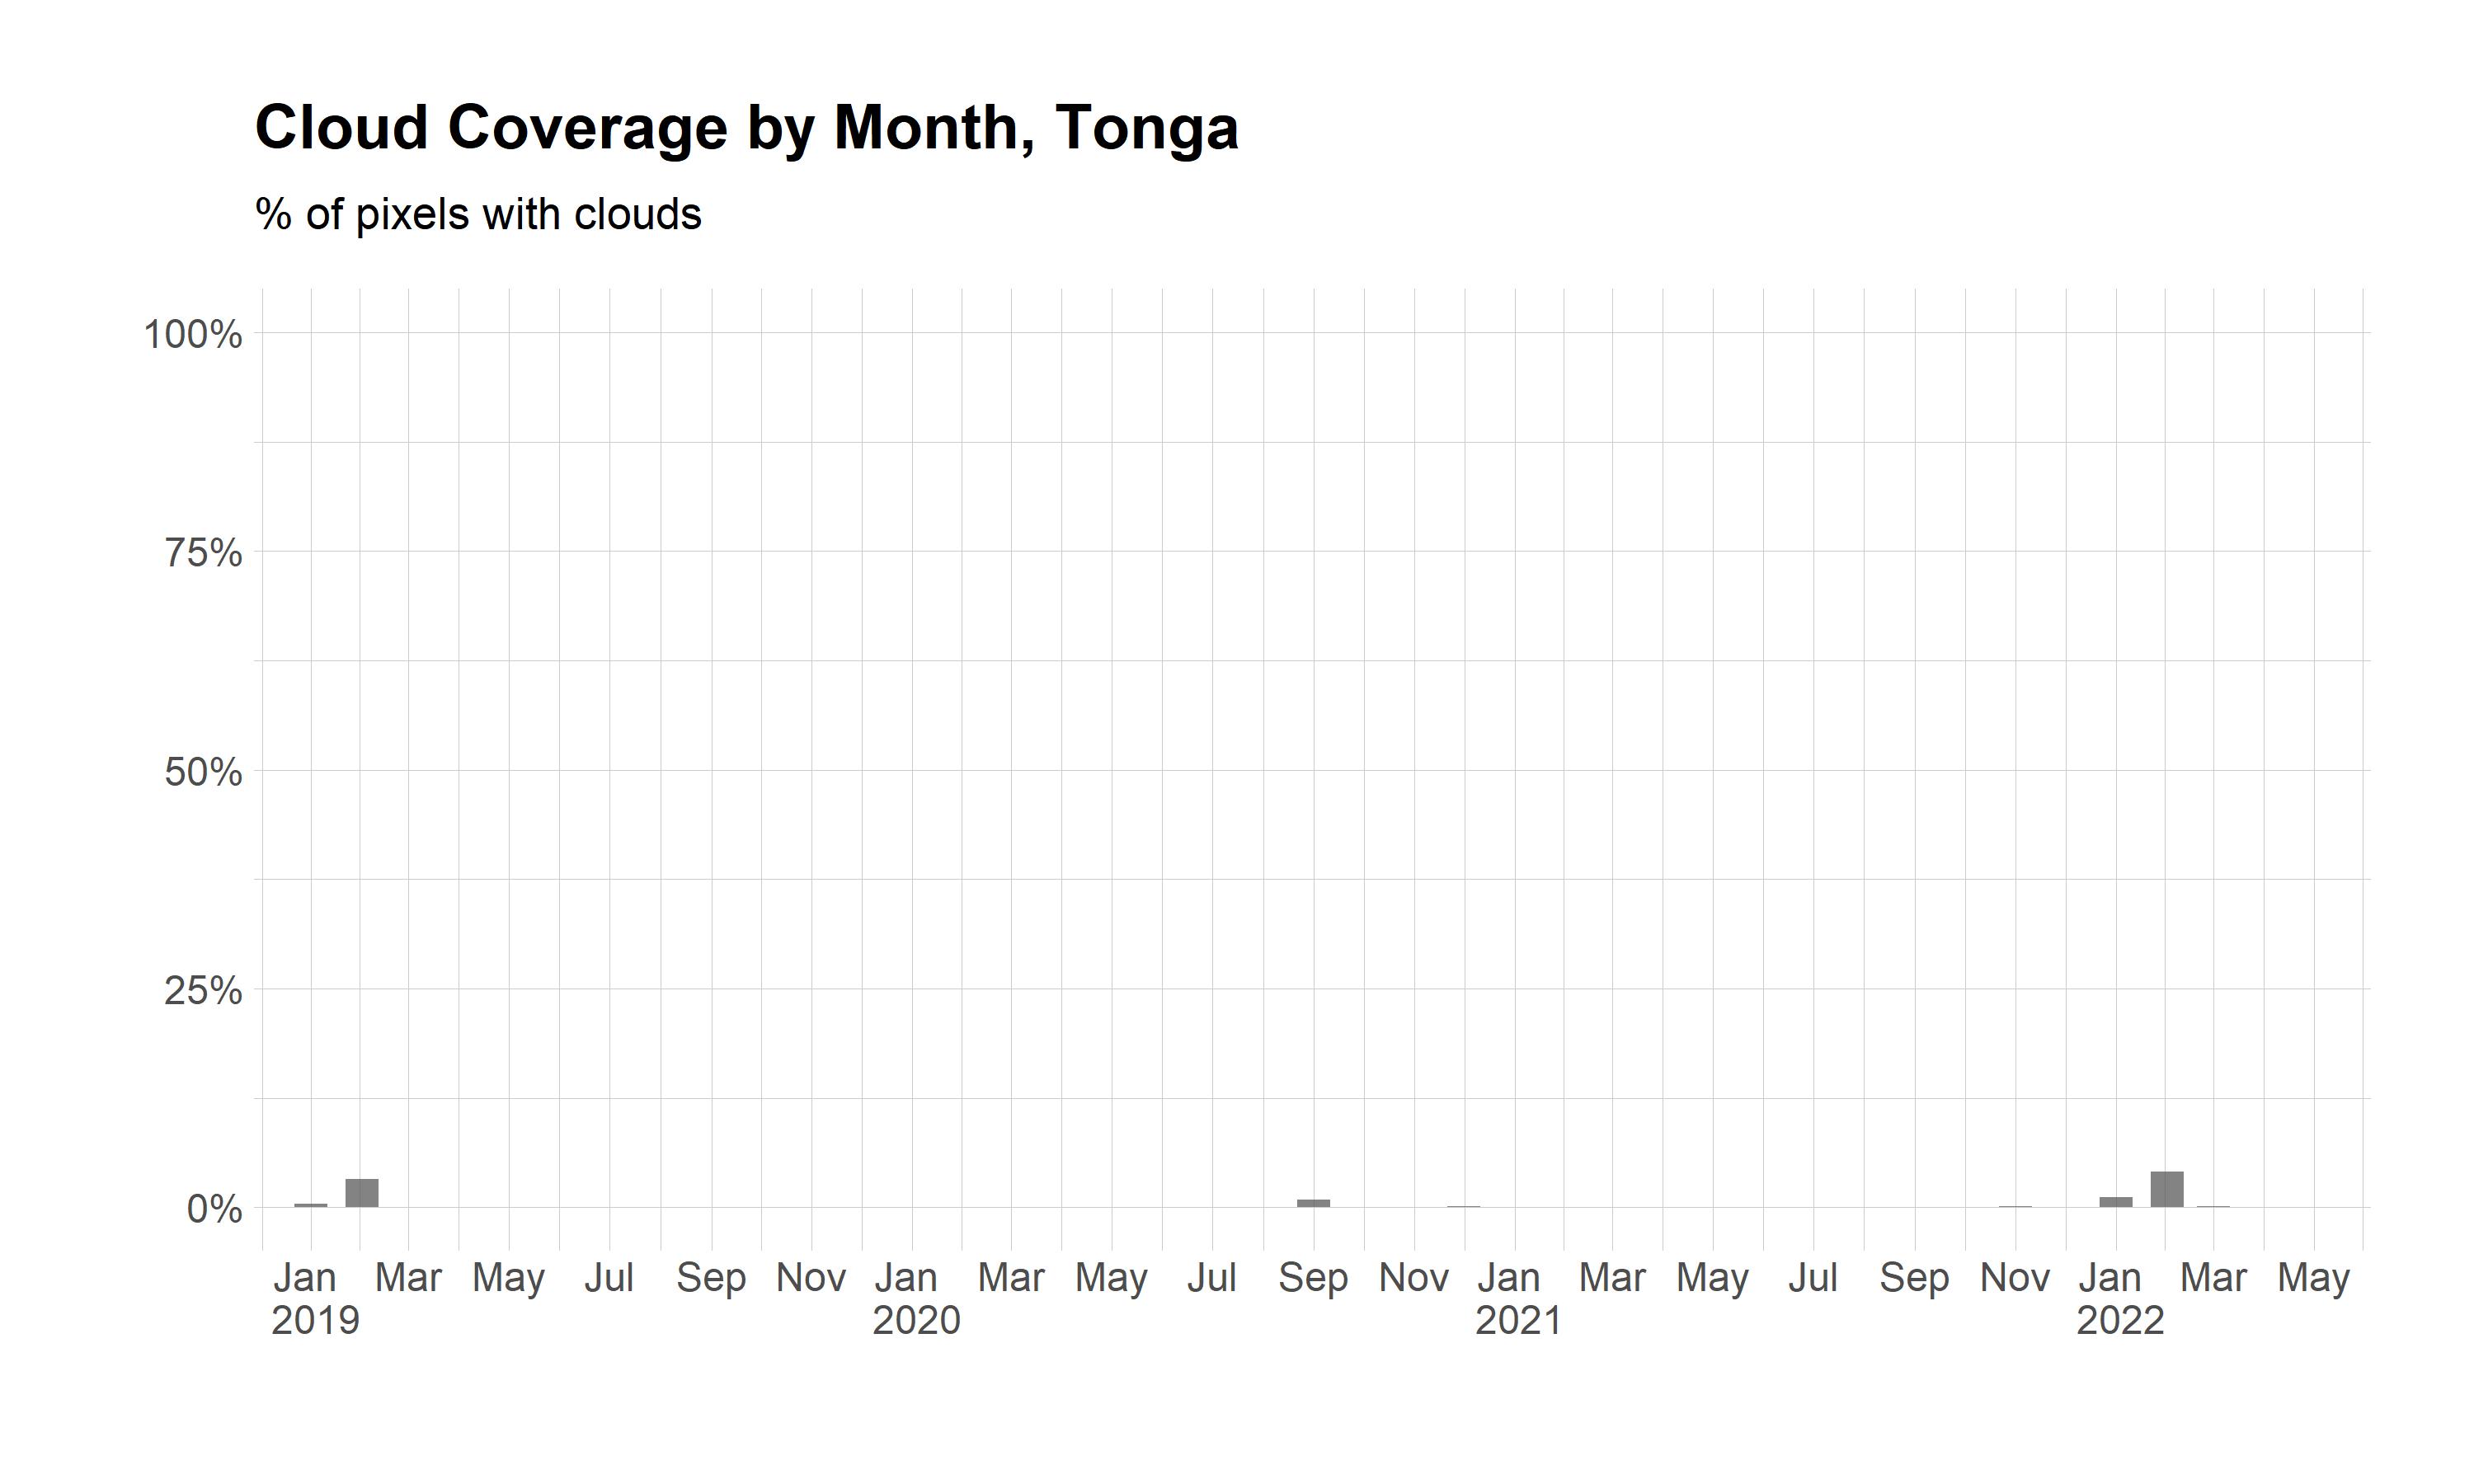 Cloud Coverage by Month, Tonga
% of pixels with clouds
100%
75%
50%
25%
0%
Jan Mar May Jul Sep Nov Jan Mar May Jul Sep Nov Jan Mar May Jul Sep Nov Jan Mar May
2019 2020 2021 2022